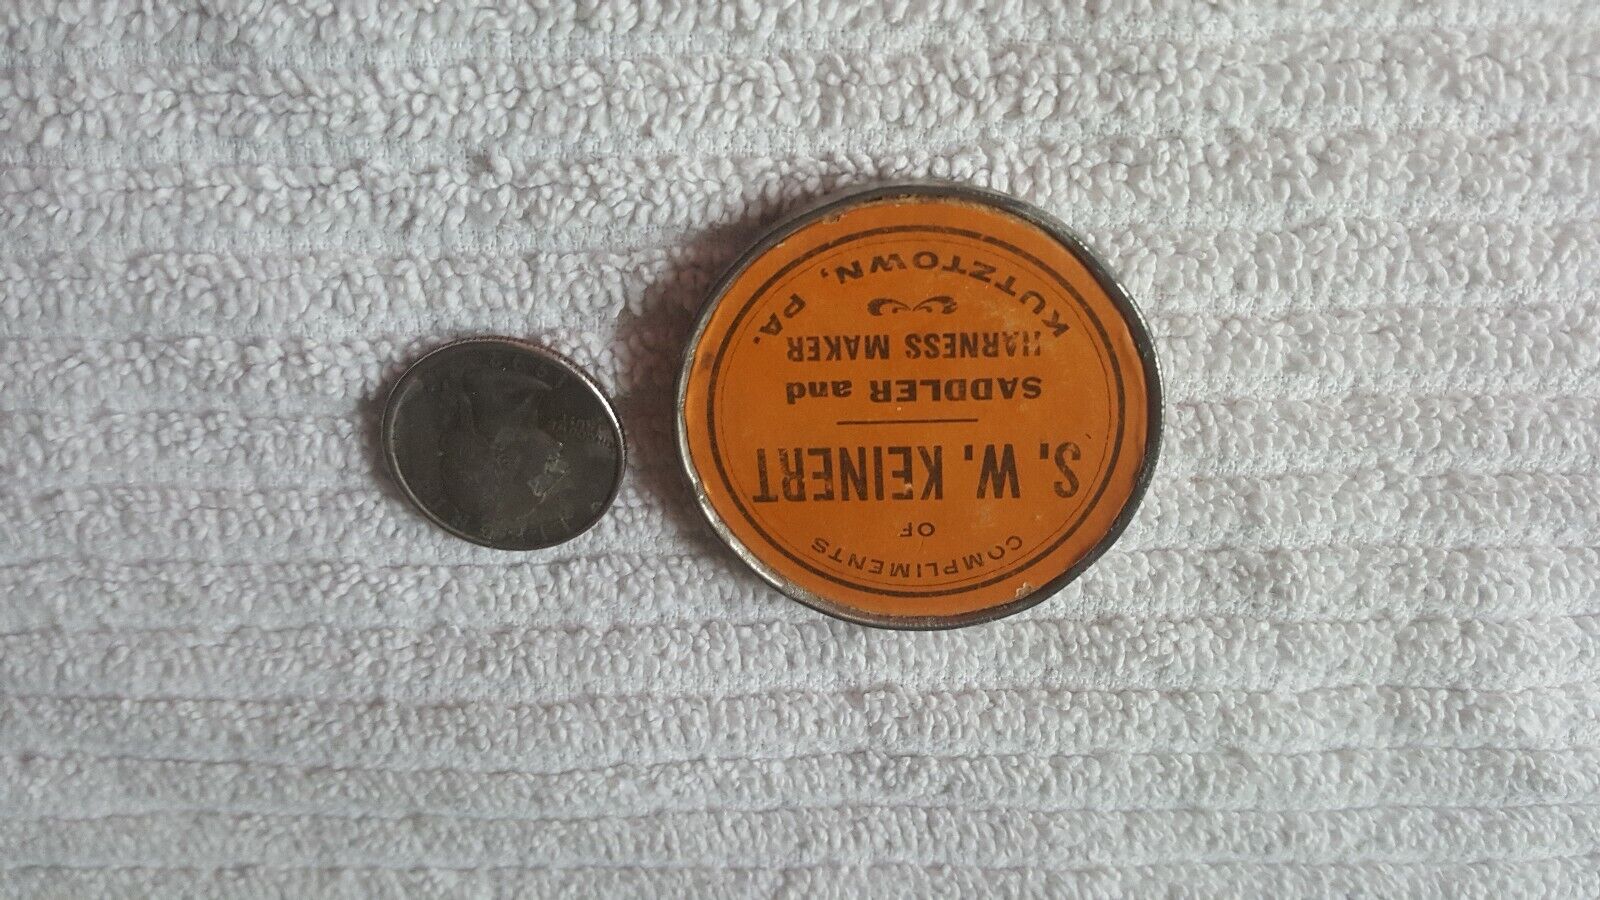 COMPLIMENTS
OF
S. W. KEINERT
SADDLER and
HARNESS MAKER
KUTZTOWN, PA.